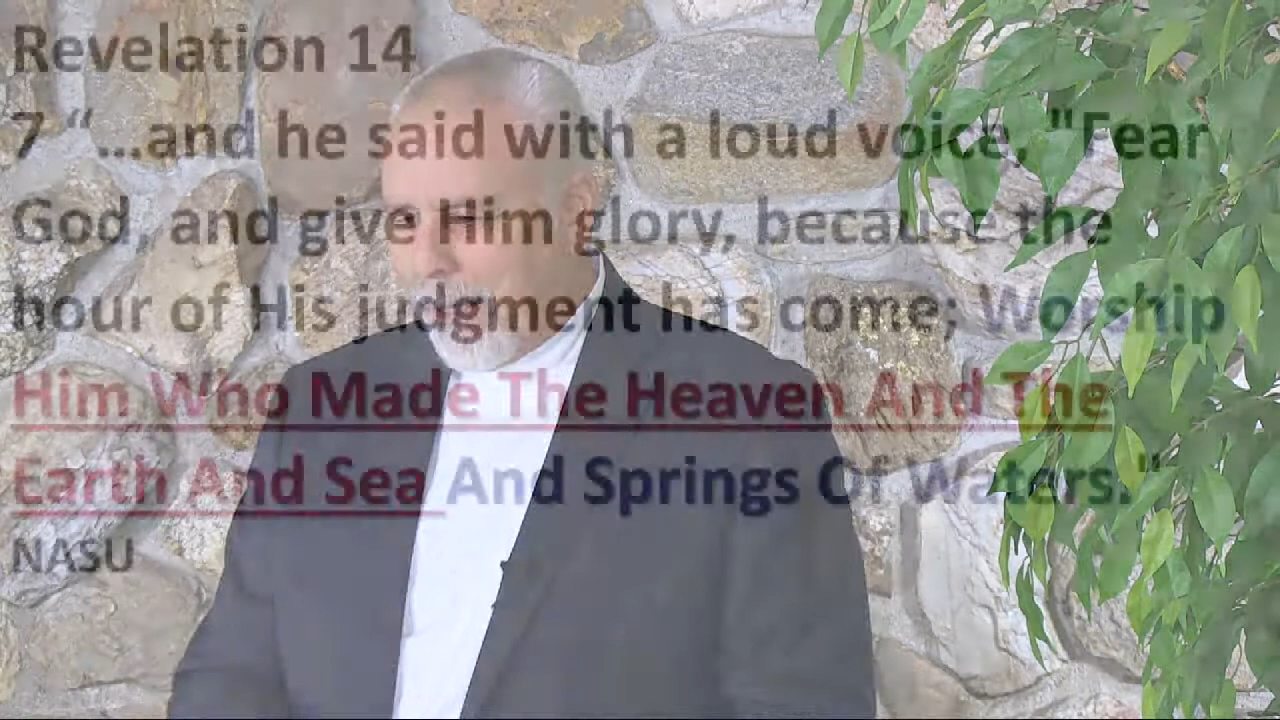 Revelation 14
7 “...and he said with a loud voice, "Fear
God, and give Him glory, because the
hour of His judgment has come; Worship
Him Who Made The Heaven And The
Earth And Sea And Springs Of Waters."
NASU